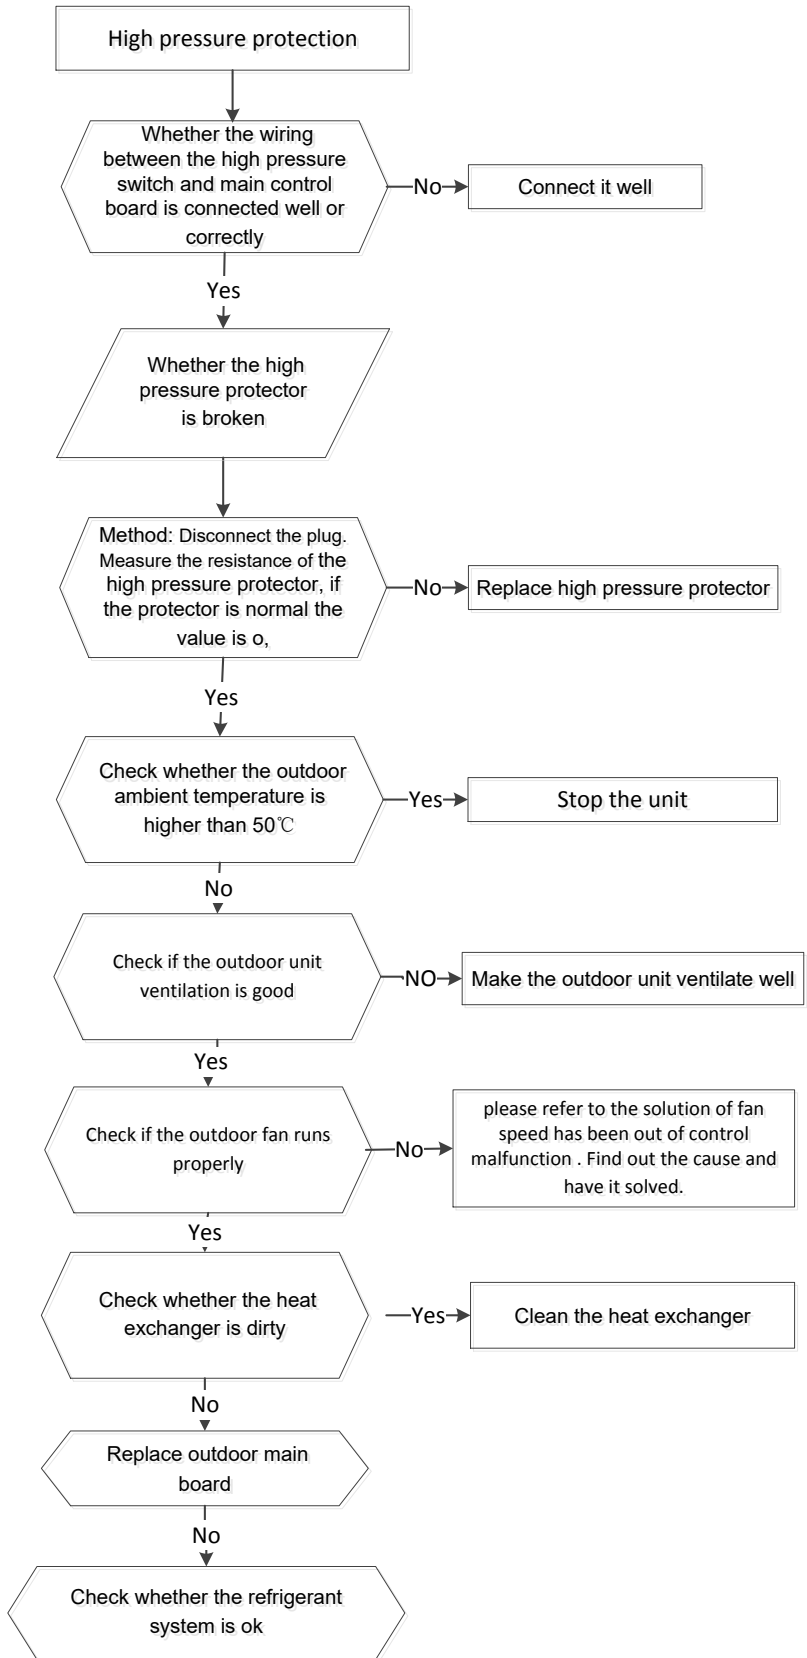 High pressure protection
Whether the wiring
between the high pressure
switch and main control
board is connected well or
correctly
No
Connect it well
Yes
Whether the high
pressure protector
is broken
Method: Disconnect the plug.
Measure the resistance of the
high pressure protector, if
the protector is normal the
value is o,
No
Replace high pressure protector
Yes
Check whether the outdoor
ambient temperature is
higher than 50℃
Yes
Stop the unit
No
Check if the outdoor unit
ventilation is good
NO
Make the outdoor unit ventilate well
Yes
Check if the outdoor fan runs
properly
No
please refer to the solution of fan
speed has been out of control
malfunction . Find out the cause and
have it solved.
Yes
Check whether the heat
exchanger is dirty
Yes
Clean the heat exchanger
No
Replace outdoor main
board
No
Check whether the refrigerant
system is ok